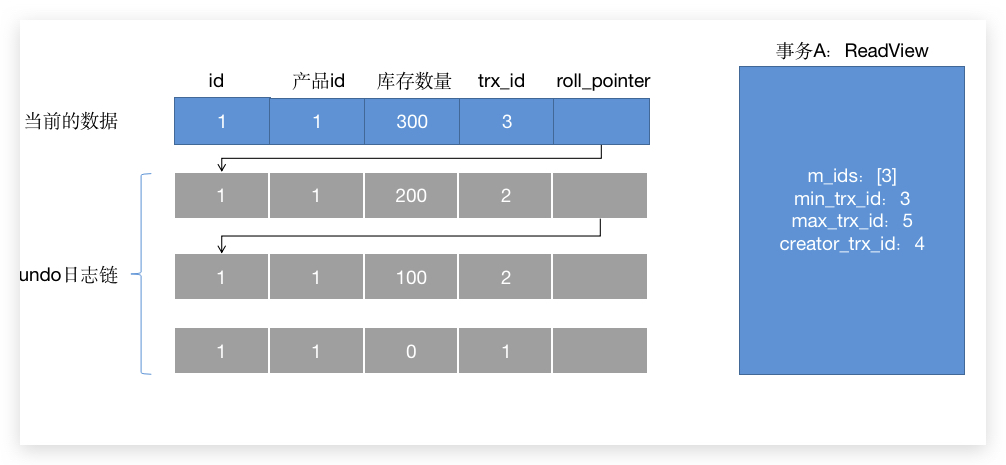 事务A：ReadView
id 产品id 库存数量 trx_id roll_pointer
当前的数据 1 1 300 3
1 1 200 2
undo日志链
1 1 100 2
1 1 0 1
m_ids： [3]
min_trx_id： 3
max_trx_id： 5
creator_trx_id： 4